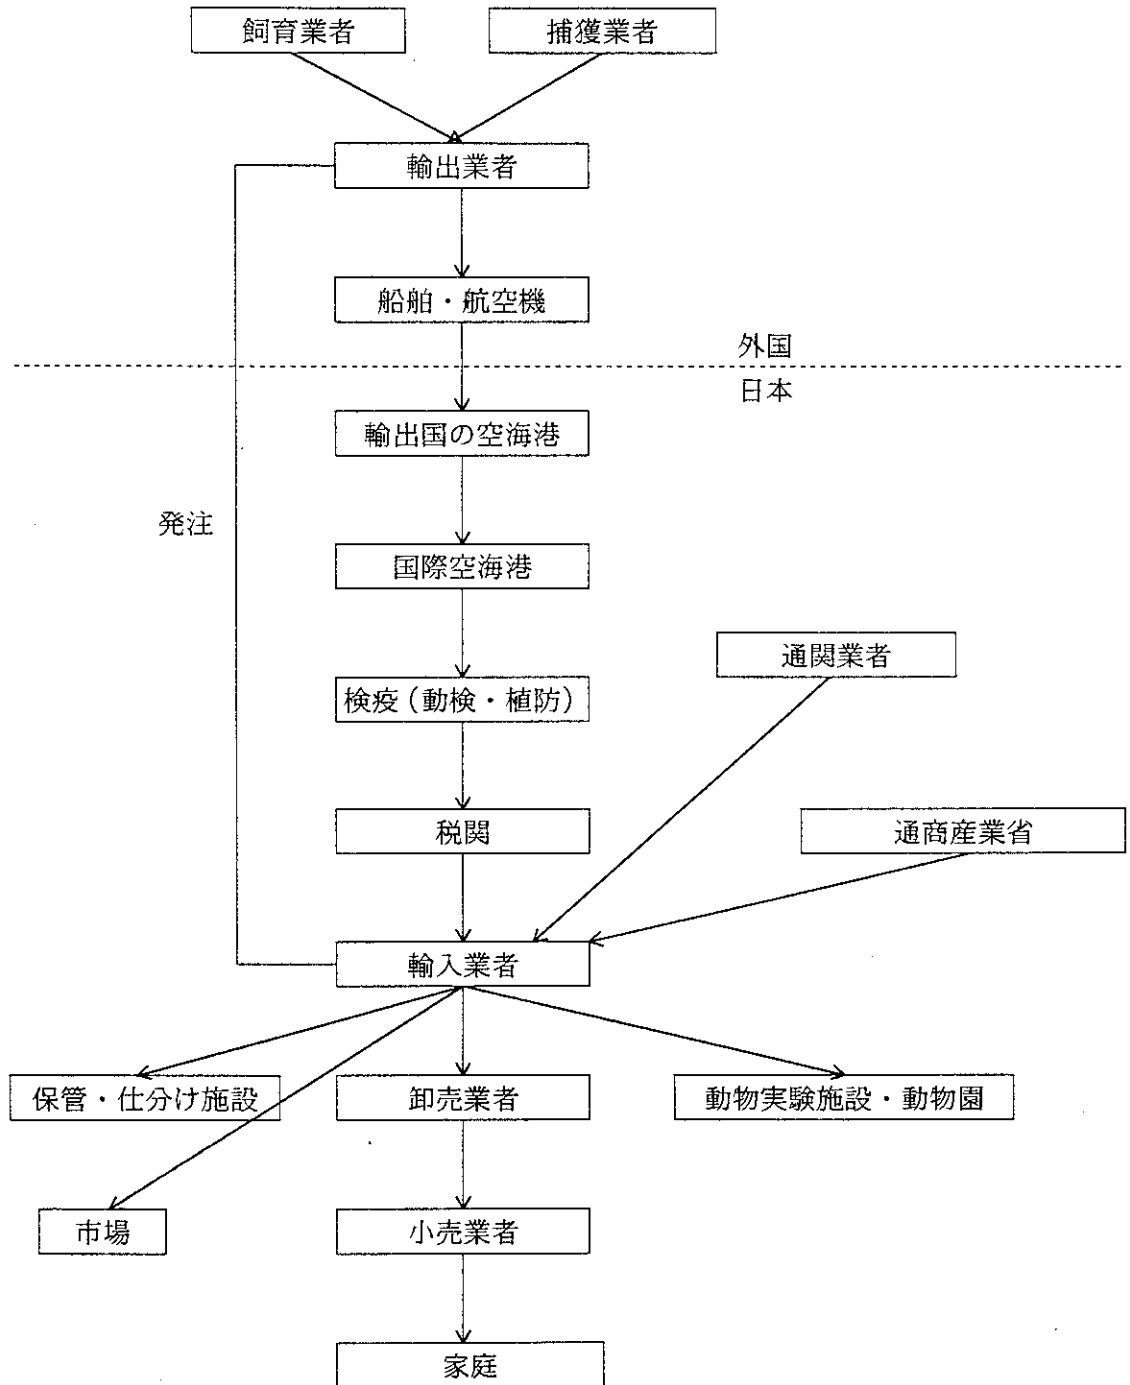 飼育業者
捕獲業者
輸出業者
船舶・航空機
外国
日本
輸出国の空海港
発注
国際空海港
通関業者
検疫（動検・植防）
税関
通商産業省
輸入業者
保管・仕分け施設
卸売業者
動物実験施設・動物園
市場
小売業者
家庭